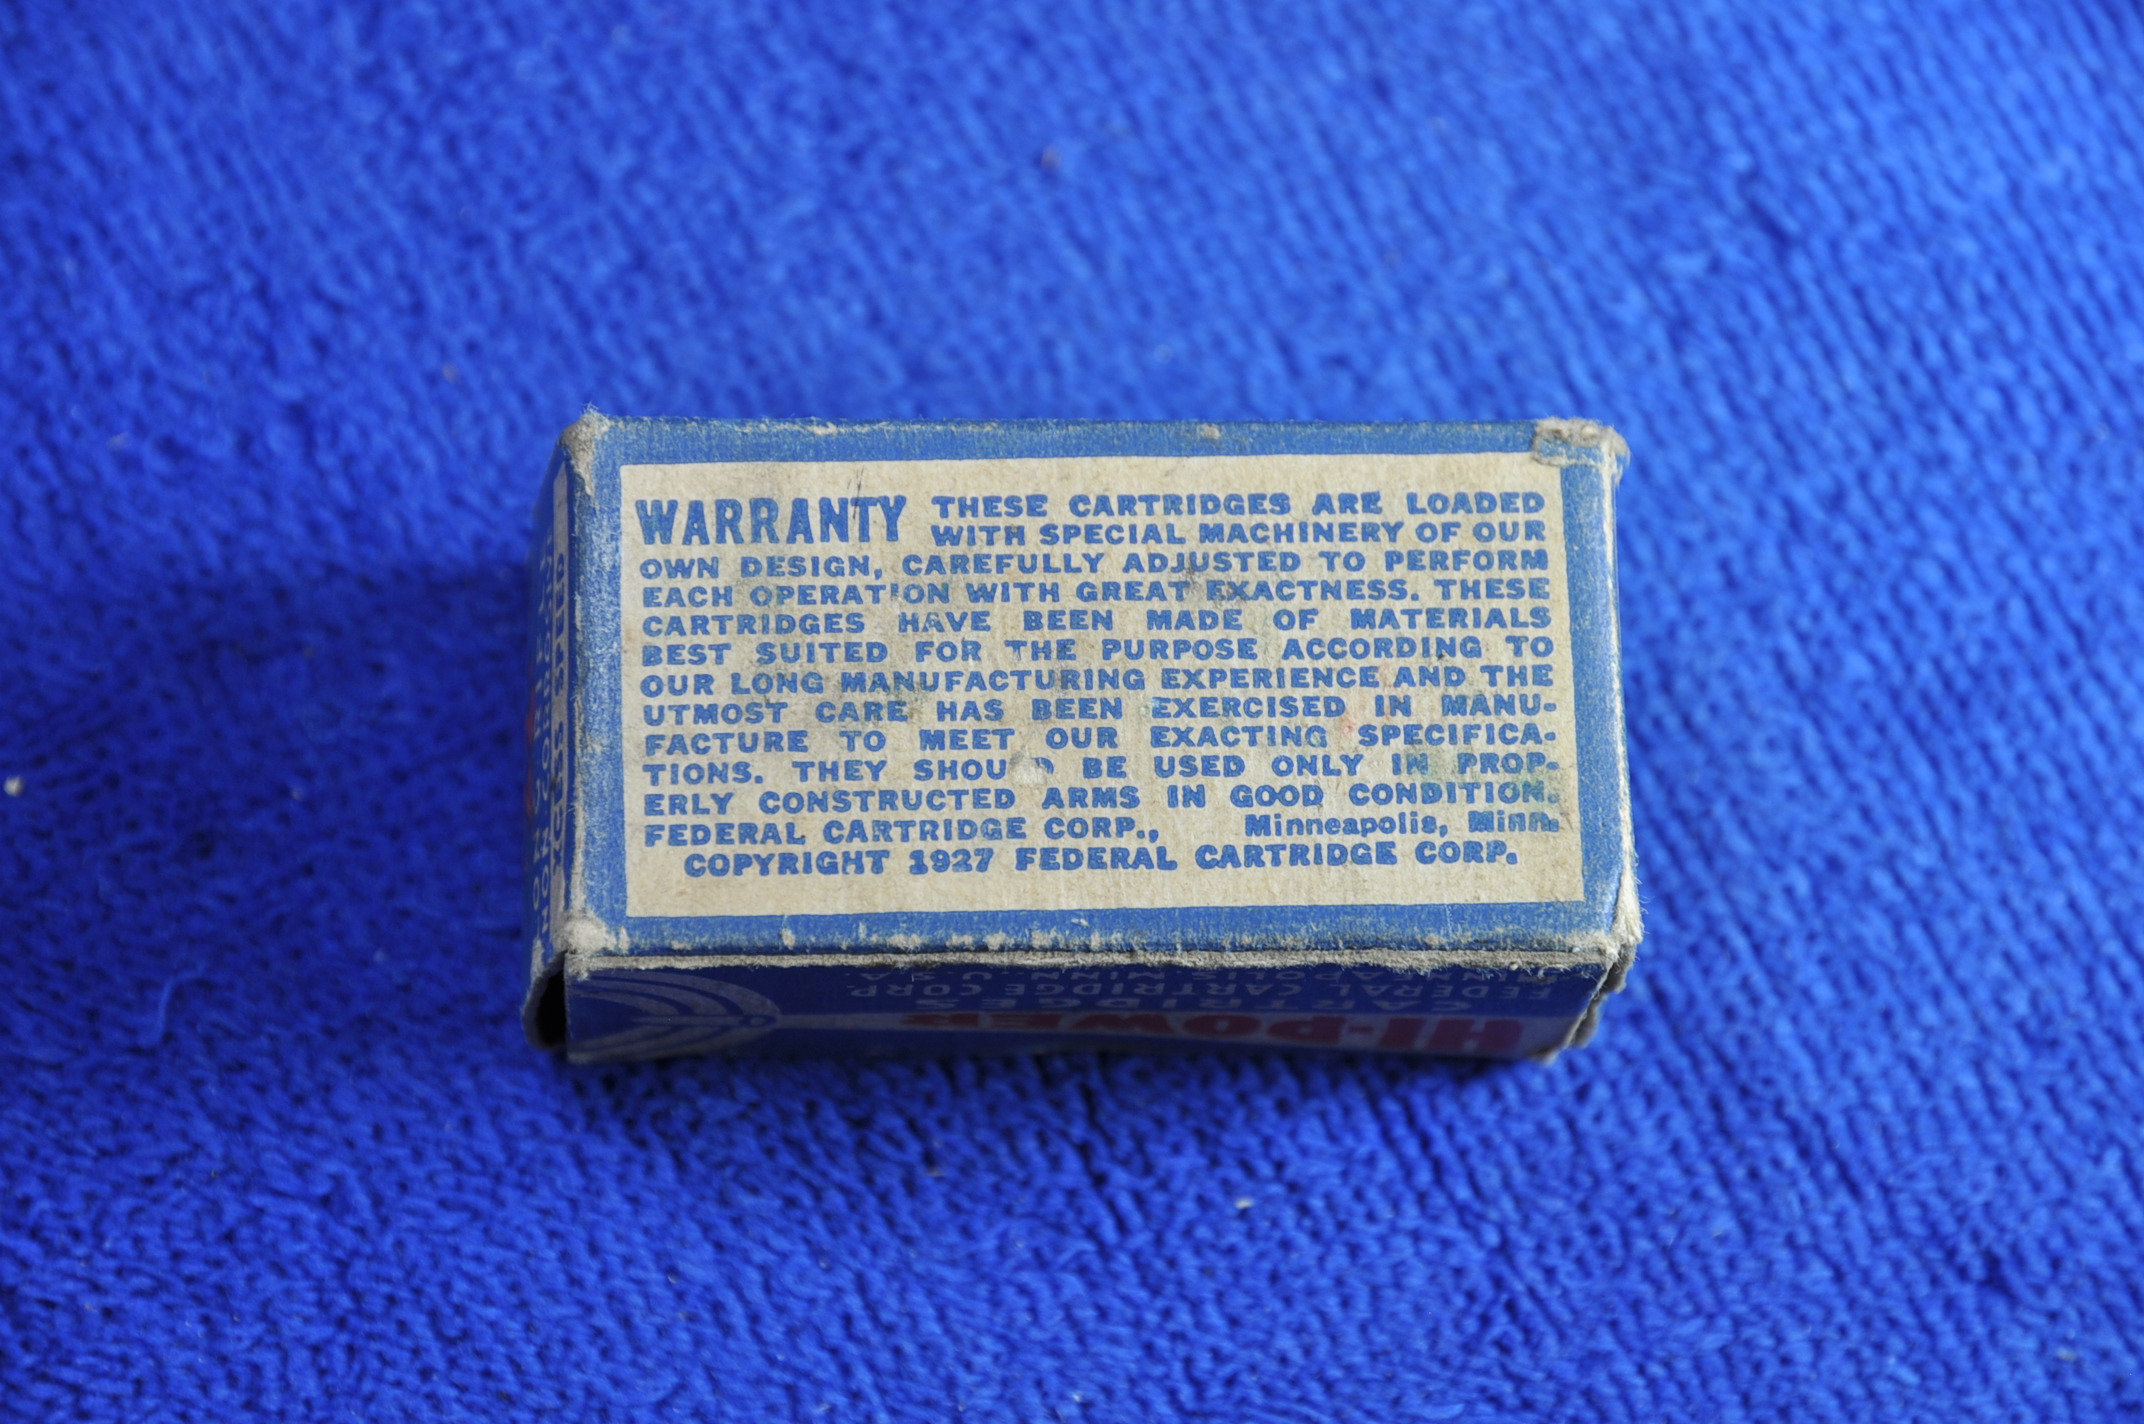 WARRANTY THESE CARTRIDGES ARE LOADED
WITH SPECIAL MACHINERY OF OUR
OWN DESIGN, CAREFULLY ADJUSTED TO PERFORM
EACH OPERATION WITH GREAT EXACTNESS. THESE
CARTRIDGES HAVE BEEN MADE OF MATERIALS
BEST SUITED FOR THE PURPOSE ACCORDING TO
OUR LONG MANUFACTURING EXPERIENCE AND THE
UTMOST CARE HAS BEEN EXERCISED IN MANU-
FACTURE TO MEET OUR EXACTING SPECIFICA-
TIONS. THEY SHOULD BE USED ONLY IN PROP-
ERLY CONSTRUCTED ARMS IN GOOD CONDITION.
FEDERAL CARTRIDGE CORP., Minneapolis, Minn.
COPYRIGHT 1927 FEDERAL CARTRIDGE CORP.
HI-POWER
CARTRIDGES
FEDERAL CARTRIDGE CORP.
MINNEAPOLIS, MINN., U.S.A.